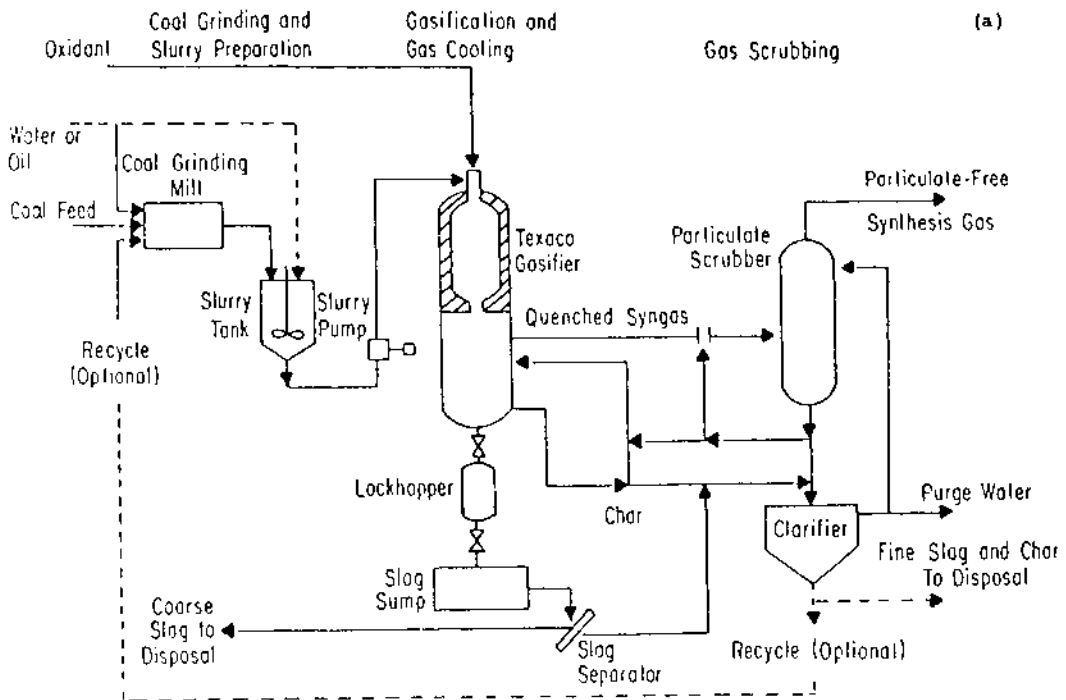 (a)
Coal Grinding and
Slurry Preparation
Gasification and
Gas Cooling
Gas Scrubbing
Oxidant
Water or
Oil
Coal Grinding
Mill
Coal Feed
Slurry
Tank
Slurry
Pump
Recycle
(Optional)
Texaco
Gasifier
Quenched Syngas
Particulate
Scrubber
Particulate-Free
Synthesis Gas
Lockhopper
Char
Clarifier
Purge Water
Fine Slag and Char
To Disposal
Slag
Sump
Coarse
Slag to
Disposal
Slag
Separator
Recycle (Optional)